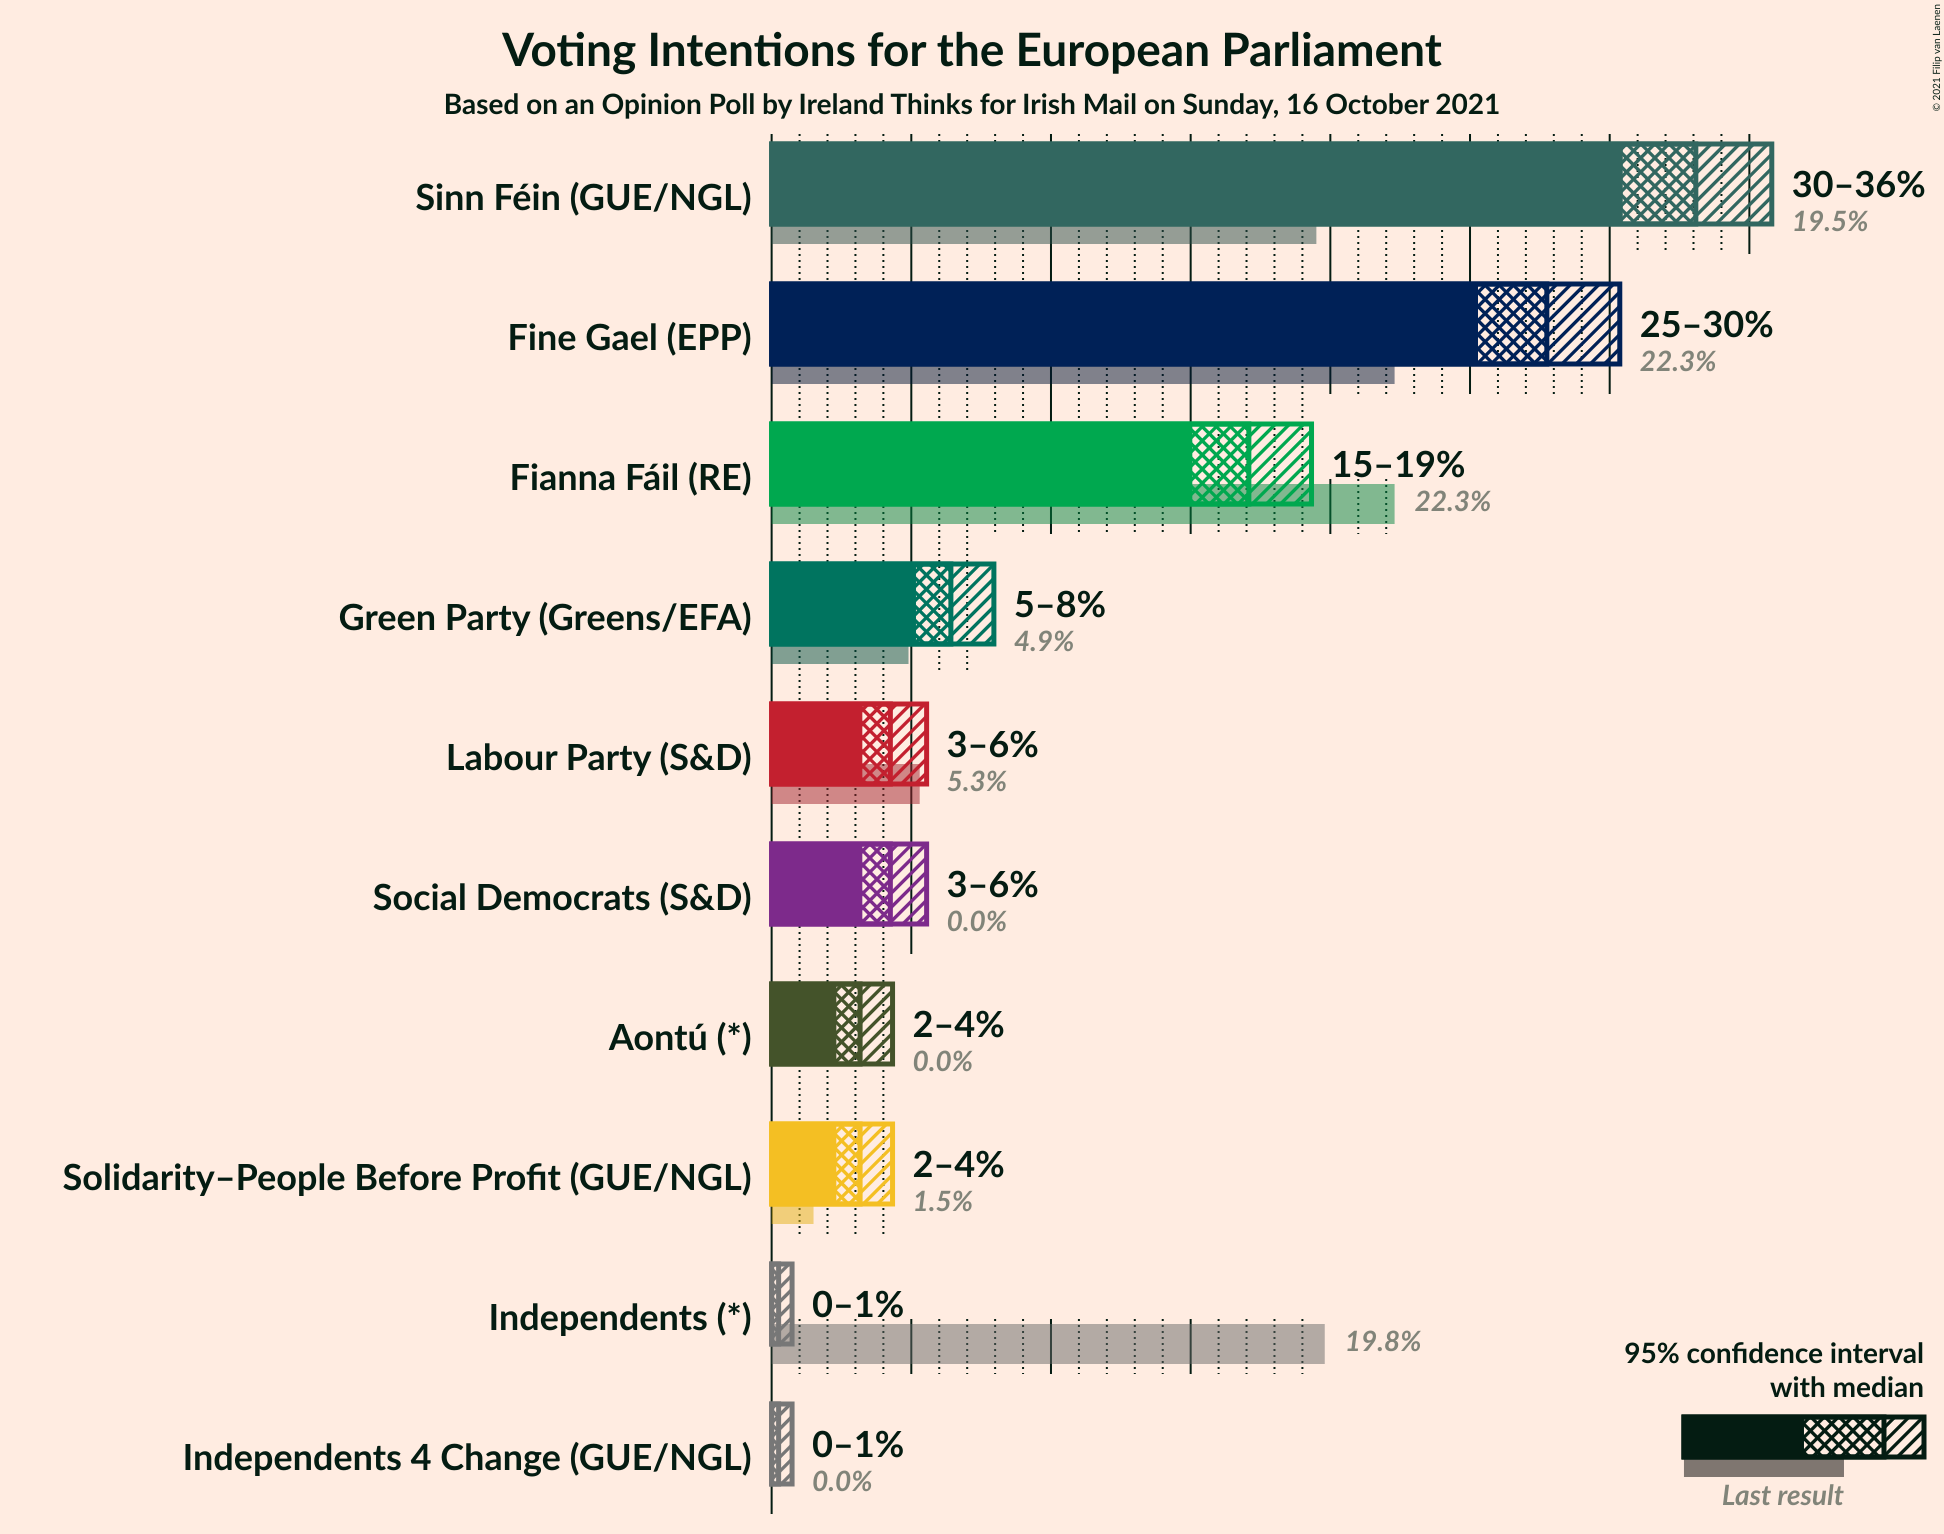 Voting Intentions for the European Parliament
Based on an Opinion Poll by Ireland Thinks for Irish Mail on Sunday, 16 October 2021
© 2021 Filip van Laenen
Sinn Féin (GUE/NGL)
30–36%
19.5%
Fine Gael (EPP)
25–30%
22.3%
Fianna Fáil (RE)
15–19%
22.3%
Green Party (Greens/EFA)
5–8%
4.9%
Labour Party (S&D)
3–6%
5.3%
Social Democrats (S&D)
3–6%
0.0%
Aontú (*)
2–4%
0.0%
Solidarity–People Before Profit (GUE/NGL)
2–4%
1.5%
Independents (*)
0–1%
19.8%
Independents 4 Change (GUE/NGL)
0–1%
0.0%
95% confidence interval
with median
Last result